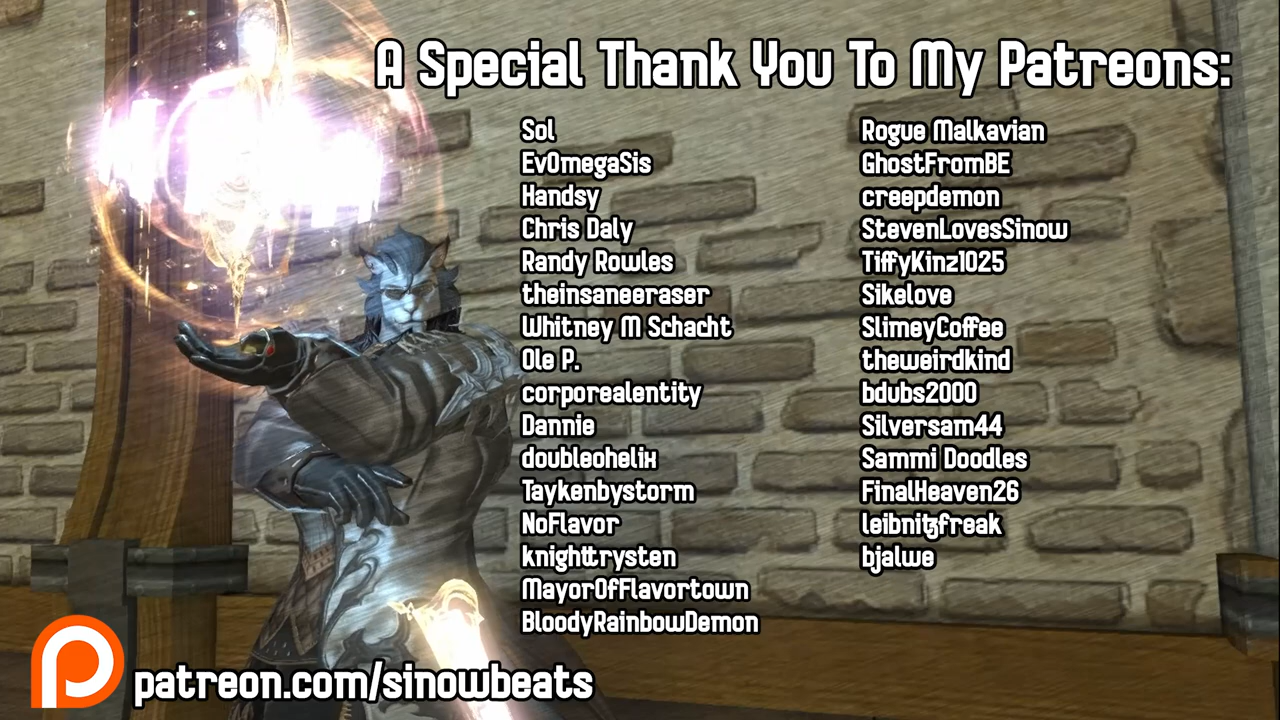 A Special Thank You To My Patreons:
Sol
EvOmegaSis
Handsy
Chris Daly
Randy Rowles
theinsaneeraser
Whitney M Schacht
Ole P.
corporealentity
Dannie
doubleohelix
Taykenbystorm
NoFlavor
knighttrysten
MayorOfFlavortown
BloodyRainbowDemon
Rogue Malkavian
GhostFromBE
creepdemon
StevenLovesSinow
TiffyKinz1025
Sikelove
SlimeyCoffee
theweirdkind
bdubs2000
Silversam44
Sammi Doodles
FinalHeaven26
leibnitzfreak
bjalwe
patreon.com/sinowbeats